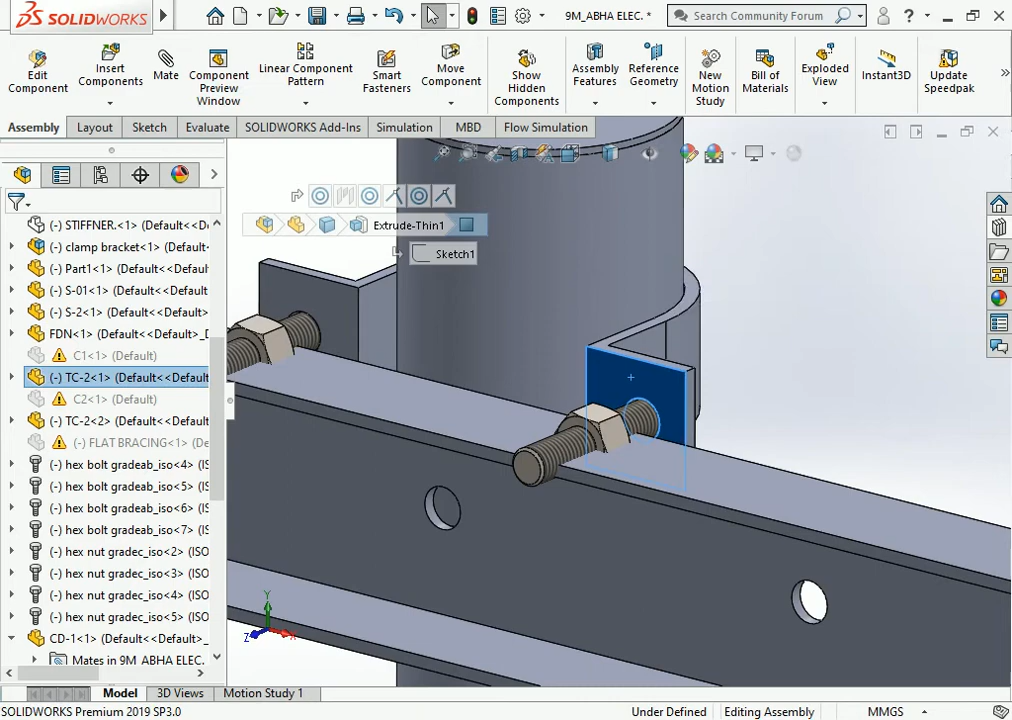 SOLIDWORKS
9M_ABHA ELEC. *
Search Community Forum
?
Edit Component
Insert Components
Mate
Component Preview Window
Linear Component Pattern
Smart Fasteners
Move Component
Show Hidden Components
Assembly Features
Reference Geometry
New Motion Study
Bill of Materials
Exploded View
Instant3D
Update Speedpak
»
Assembly
Layout
Sketch
Evaluate
SOLIDWORKS Add-Ins
Simulation
MBD
Flow Simulation
Extrude-Thin1
Sketch1
(-) STIFFNER.<1> (Default<<D
(-) clamp bracket<1> (Default
(-) Part1<1> (Default<<Defaul
(-) S-01<1> (Default<<Default
(-) S-2<1> (Default<<Default>
FDN<1> (Default<<Default>_D
C1<1> (Default)
(-) TC-2<1> (Default<<Default
C2<1> (Default)
(-) TC-2<2> (Default<<Default
(-) FLAT BRACING<1> (De
(-) hex bolt gradeab_iso<4> (IS
(-) hex bolt gradeab_iso<5> (IS
(-) hex bolt gradeab_iso<6> (IS
(-) hex bolt gradeab_iso<7> (IS
(-) hex nut gradec_iso<2> (ISO
(-) hex nut gradec_iso<3> (ISO
(-) hex nut gradec_iso<4> (ISO
(-) hex nut gradec_iso<5> (ISO
CD-1<1> (Default<<Default>_
Mates in 9M_ABHA ELEC.
Y
Z
X
Model
3D Views
Motion Study 1
SOLIDWORKS Premium 2019 SP3.0
Under Defined
Editing Assembly
MMGS